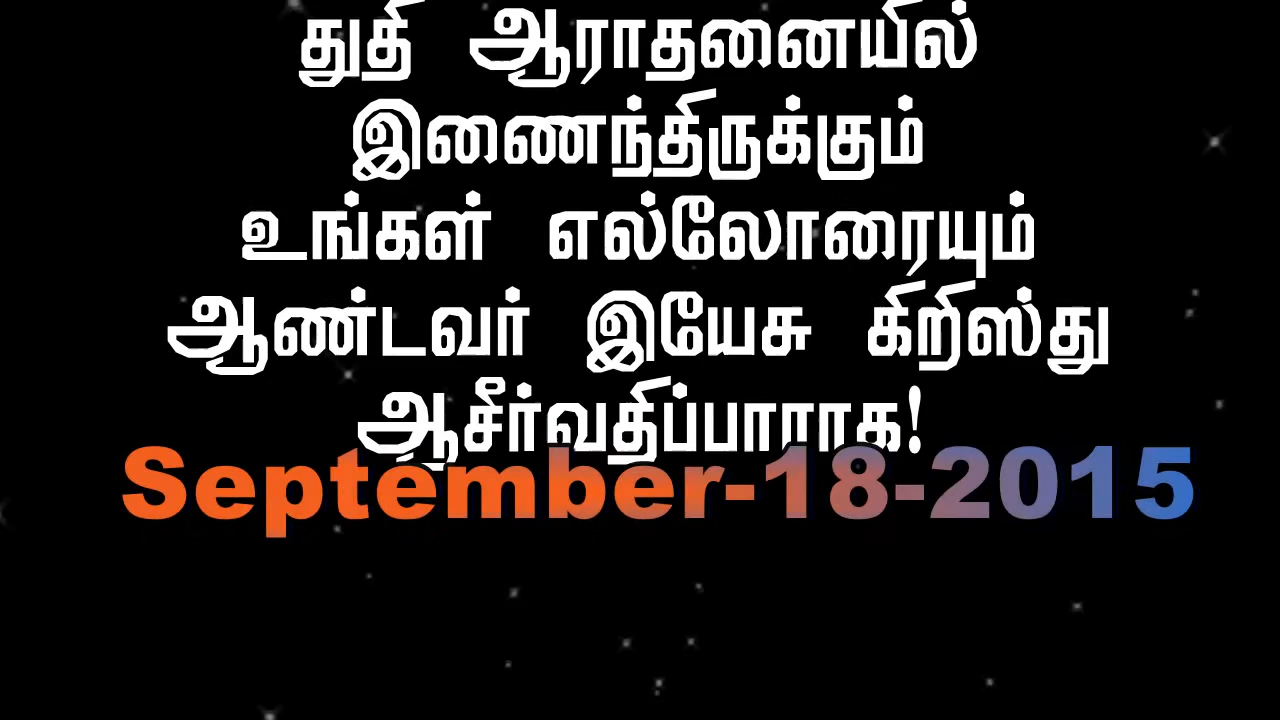 துதி ஆராதனையில்
இணைந்திருக்கும்
உங்கள் எல்லோரையும்
ஆண்டவர் இயேசு கிறிஸ்து
ஆசீர்வதிப்பாராக!
September-18-2015